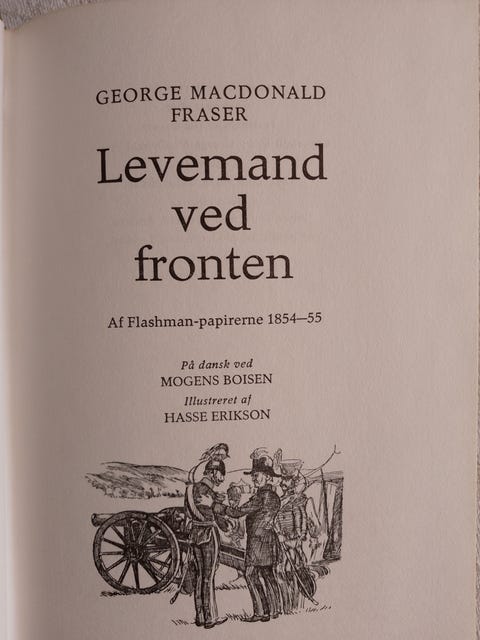 GEORGE MACDONALD
FRASER
Levemand
ved
fronten
Af Flashman-papirerne 1854—55
På dansk ved
MOGENS BOISEN
Illustreret af
HASSE ERIKSON